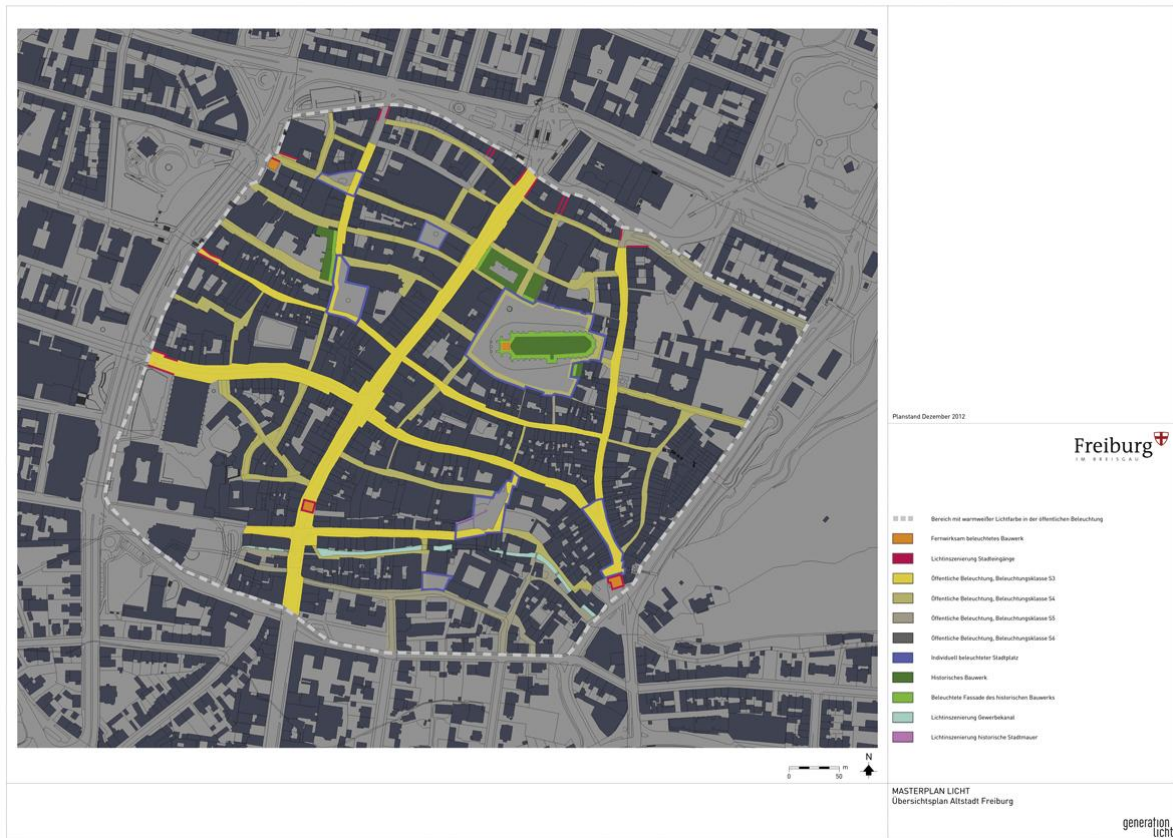 Planstand Dezember 2012
Freiburg
IM BREISGAU
Bereich mit warmweißer Lichtfarbe in der öffentlichen Beleuchtung
Fernwirksam beleuchtetes Bauwerk
Lichtinszenierung Stadteingänge
Öffentliche Beleuchtung, Beleuchtungsklasse S3
Öffentliche Beleuchtung, Beleuchtungsklasse S4
Öffentliche Beleuchtung, Beleuchtungsklasse S5
Öffentliche Beleuchtung, Beleuchtungsklasse S6
Individuell beleuchteter Stadtplatz
Historisches Bauwerk
Beleuchtete Fassade des historischen Bauwerks
Lichtinszenierung Gewerbekanal
Lichtinszenierung historische Stadtmauer
N
m
0 50
MASTERPLAN LICHT
Übersichtsplan Altstadt Freiburg
generation
licht